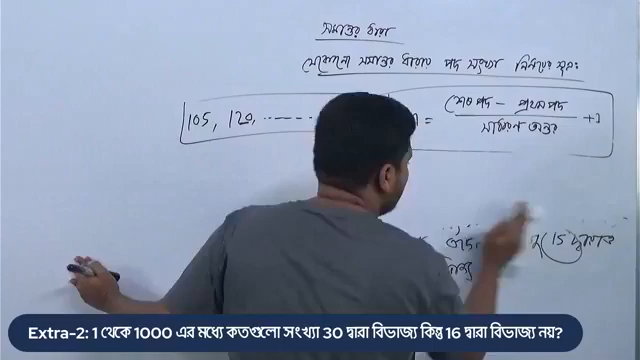 সমান্তর ধারা
যেকোনো সমান্তর ধারার পদ সংখ্যা নির্ণয়ের সূত্র:
105, 120, ......
= শেষ পদ - প্রথম পদ
সাধারণ অন্তর
+1
15 দ্বারা
Extra-2: 1 থেকে 1000 এর মধ্যে কতগুলো সংখ্যা 30 দ্বারা বিভাজ্য কিন্তু 16 দ্বারা বিভাজ্য নয়?